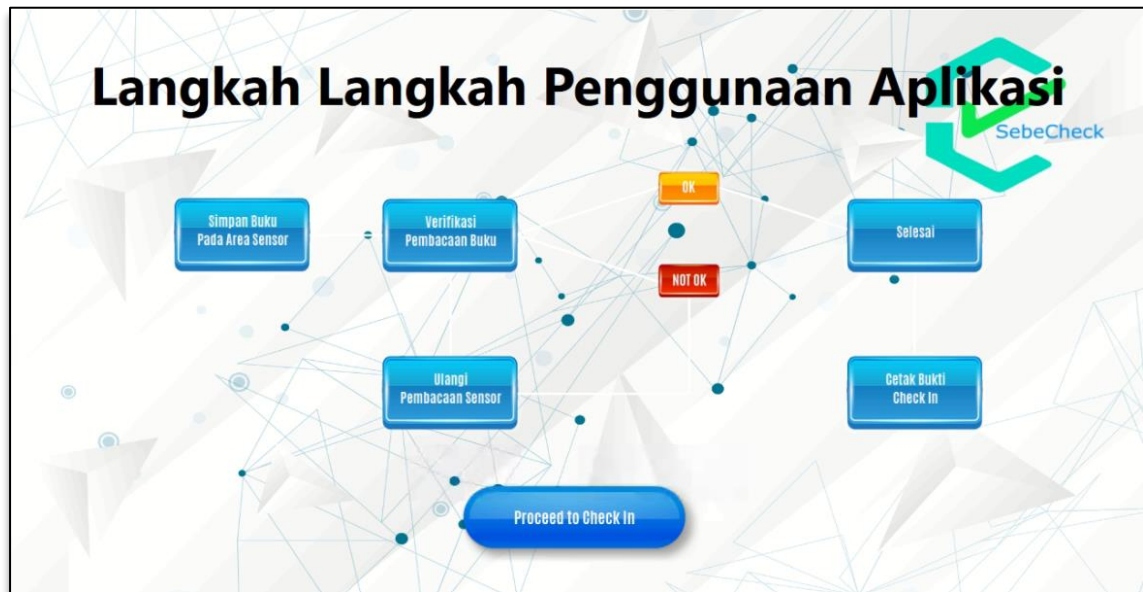 Langkah Langkah Penggunaan Aplikasi
SebeCheck
Simpan Buku
Pada Area Sensor
Verifikasi
Pembacaan Buku
OK
NOT OK
Selesai
Ulangi
Pembacaan Sensor
Cetak Bukti
Check In
Proceed to Check In